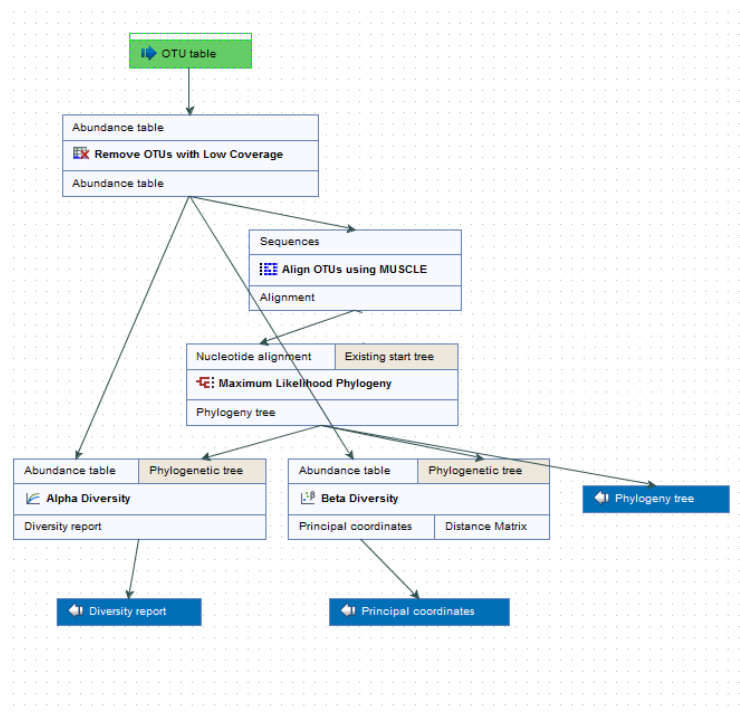 OTU table
Abundance table
Remove OTUs with Low Coverage
Abundance table
Sequences
Align OTUs using MUSCLE
Alignment
Nucleotide alignment Existing start tree
Maximum Likelihood Phylogeny
Phylogeny tree
Abundance table Phylogenetic tree
Alpha Diversity
Diversity report
Abundance table Phylogenetic tree
β Beta Diversity
Principal coordinates Distance Matrix
Phylogeny tree
Diversity report
Principal coordinates